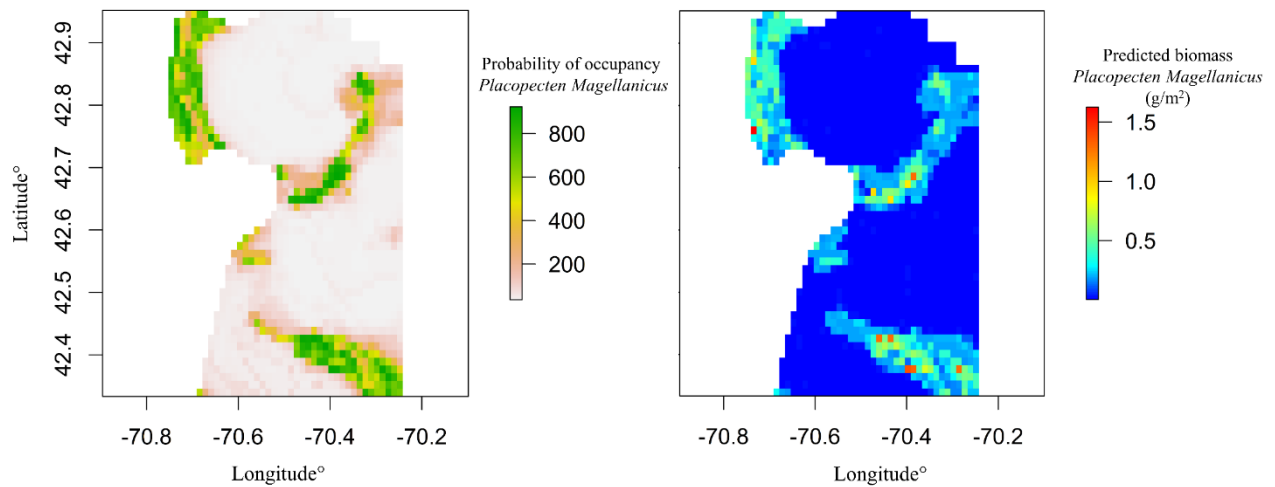 42.9
42.8
42.7
42.6
42.5
42.4
Latitude°
-70.8
-70.6
-70.4
-70.2
Longitude°
Probability of occupancy
Placopecten Magellanicus
800
600
400
200
-70.8
-70.6
-70.4
-70.2
Longitude°
Predicted biomass
Placopecten Magellanicus
(g/m²)
1.5
1.0
0.5